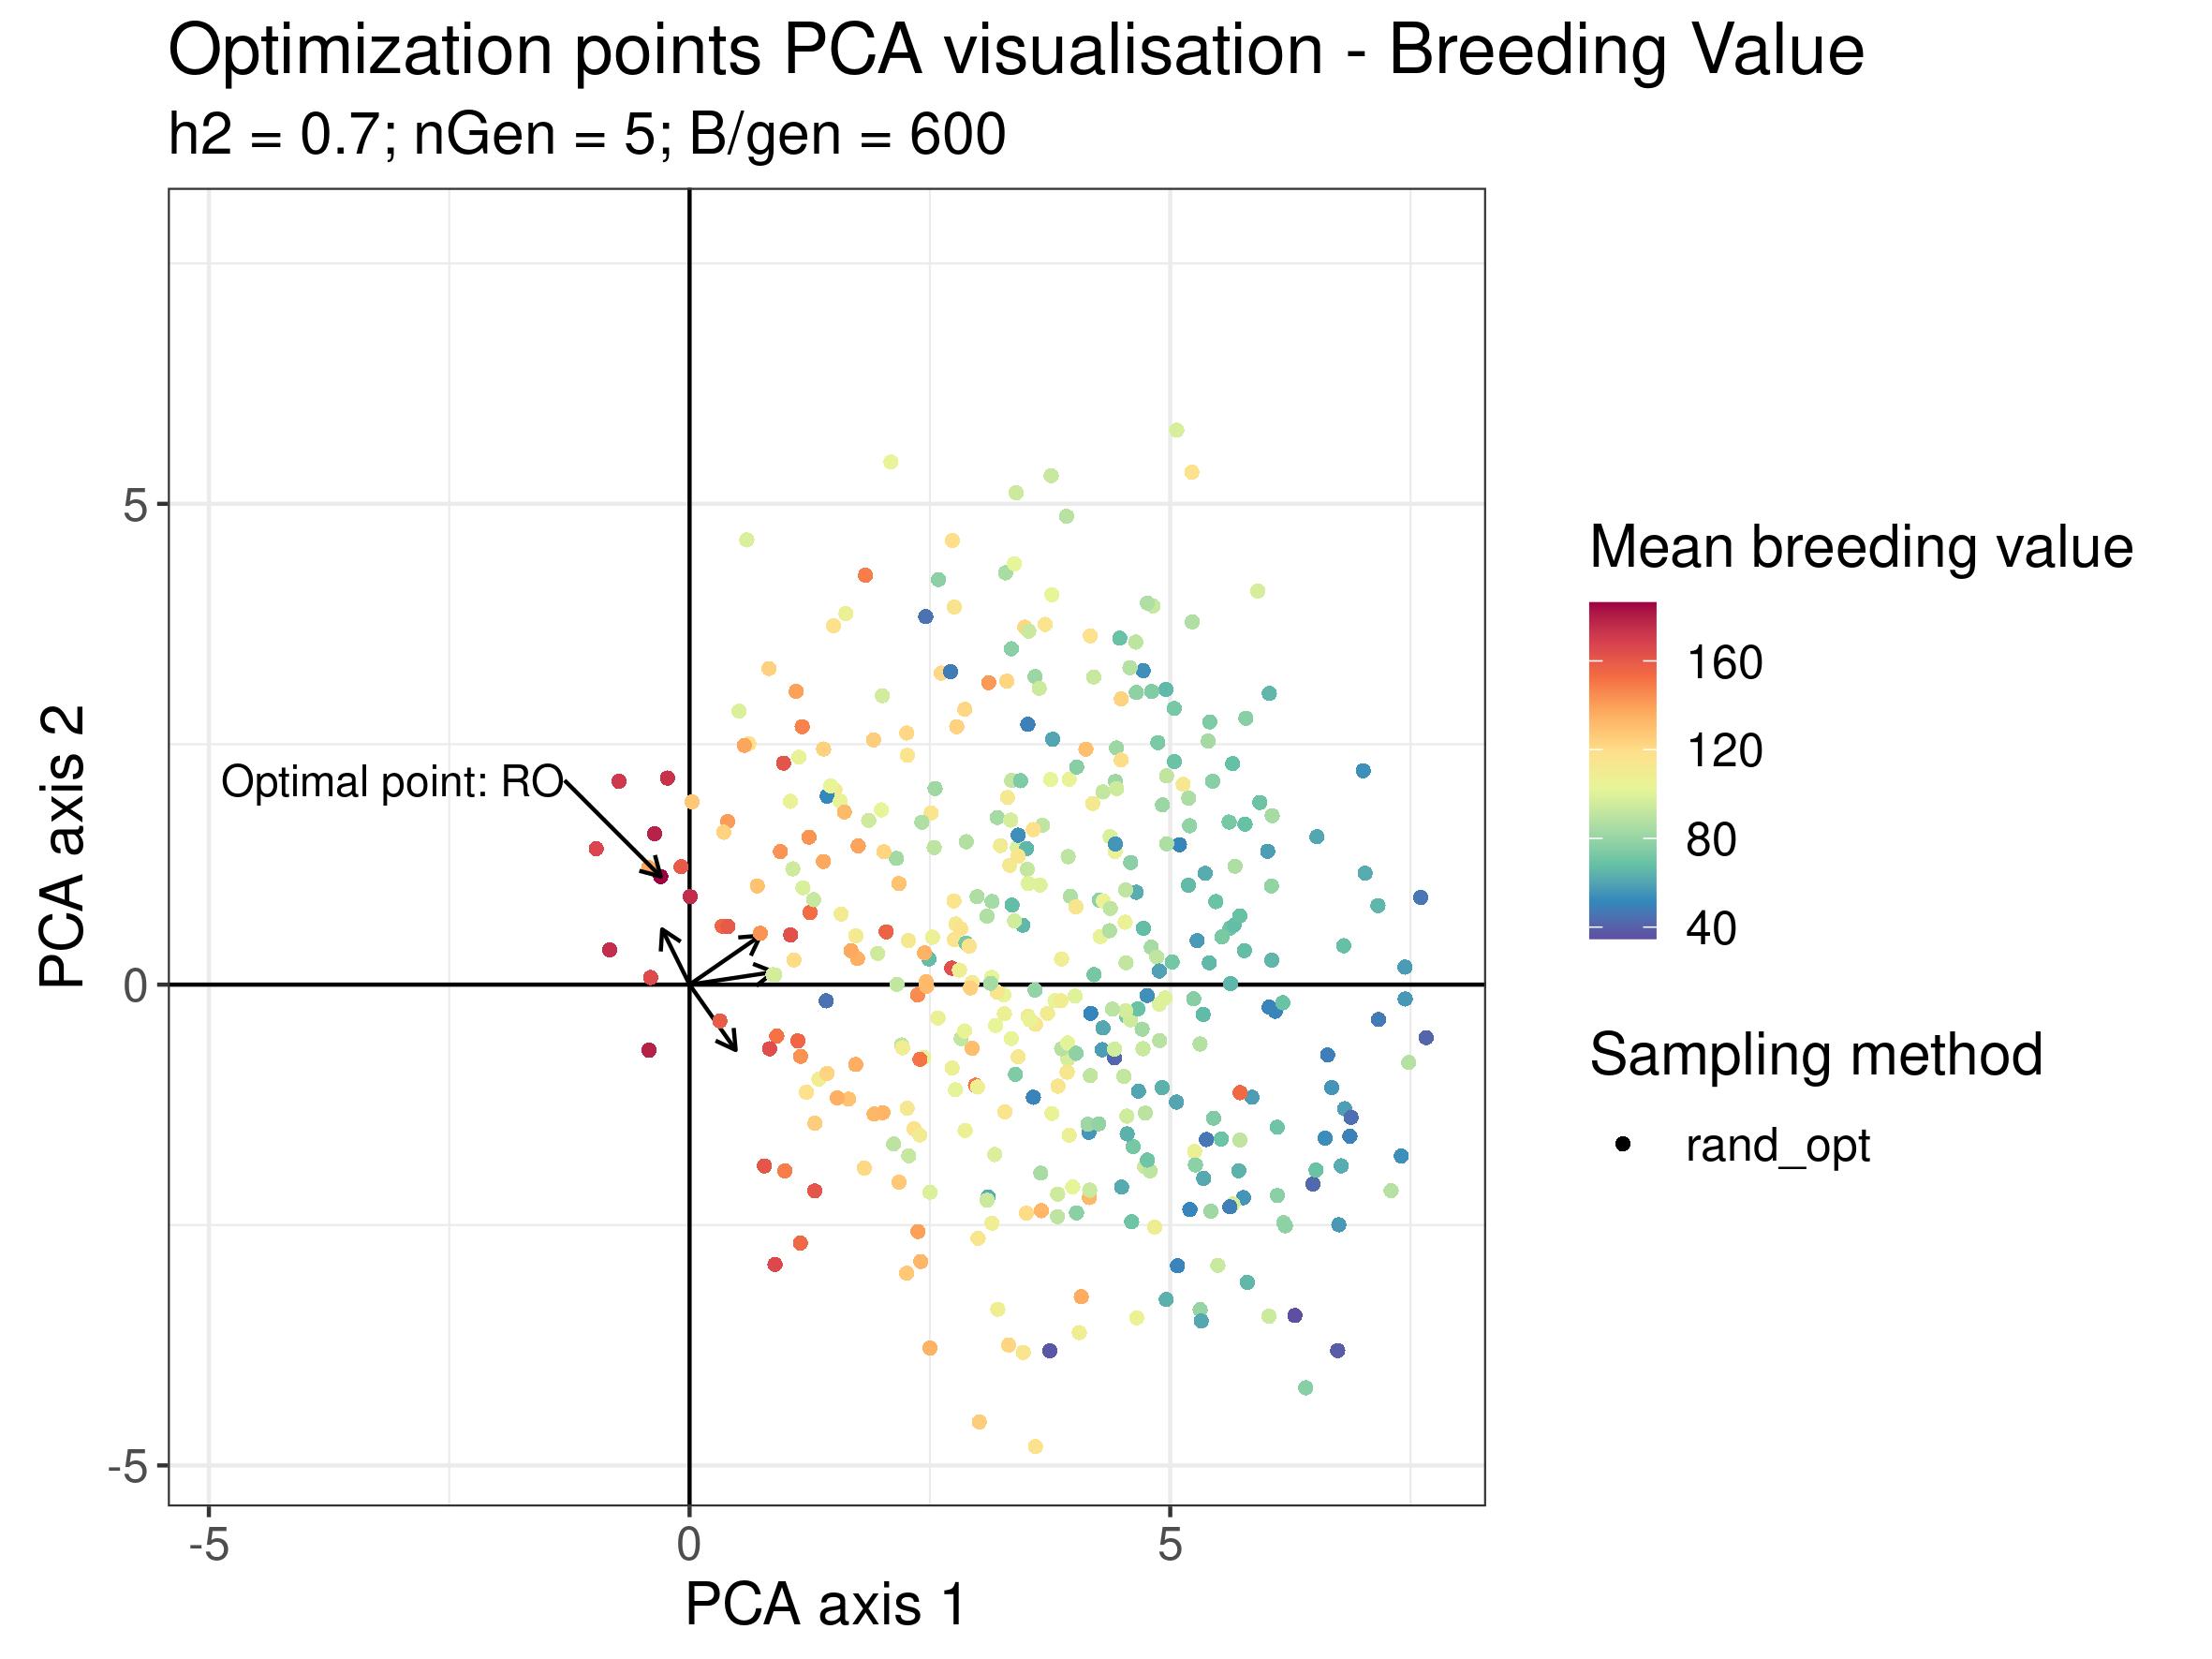 Optimization points PCA visualisation - Breeding Value
h2 = 0.7; nGen = 5; B/gen = 600
PCA axis 2
5
0
-5
Optimal point: RO
-5
0
5
PCA axis 1
Mean breeding value
160
120
80
40
Sampling method
rand_opt